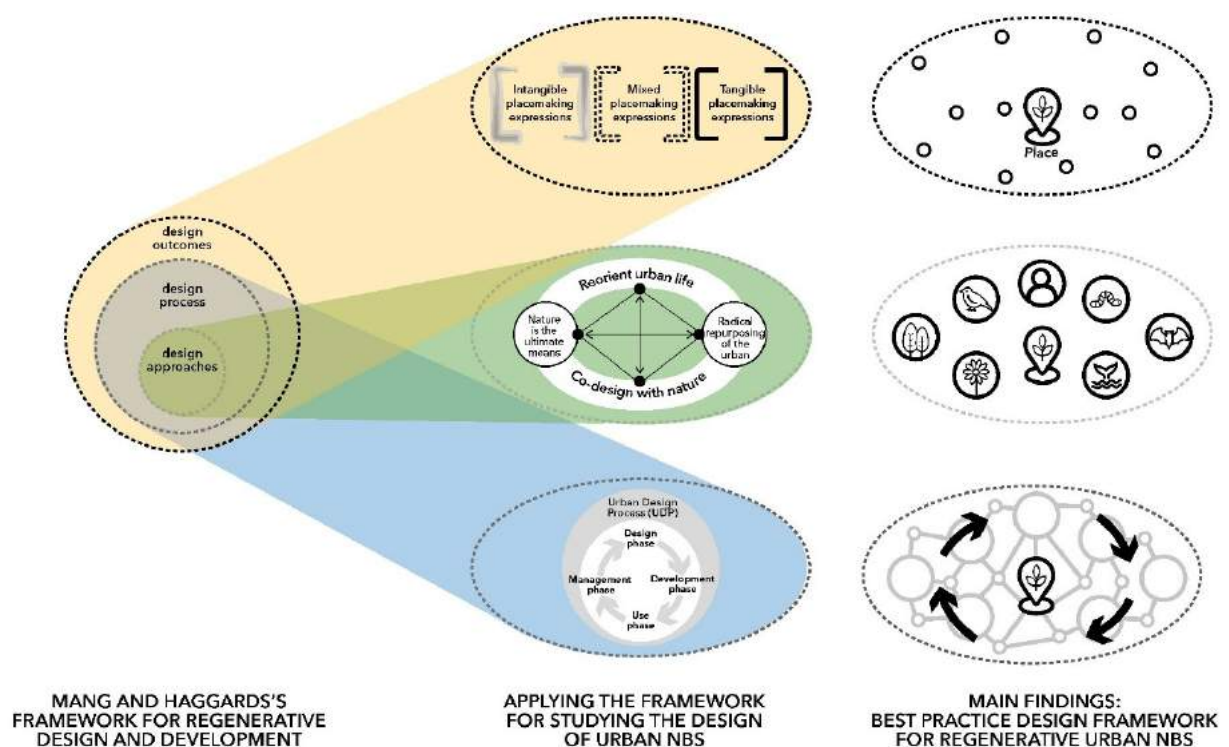 Intangible
placemaking
expressions
Mixed
placemaking
expressions
Tangible
placemaking
expressions
Place
design
outcomes
design
process
design
approaches
Reorient urban life
Nature
is the
ultimate
means
Radical
repurposing
of the
urban
Co-design with nature
Urban Design
Process (UDP)
Design
phase
Management
phase
Development
phase
Use
phase
MANG AND HAGGARDS'S
FRAMEWORK FOR REGENERATIVE
DESIGN AND DEVELOPMENT
APPLYING THE FRAMEWORK
FOR STUDYING THE DESIGN
OF URBAN NBS
MAIN FINDINGS:
BEST PRACTICE DESIGN FRAMEWORK
FOR REGENERATIVE URBAN NBS